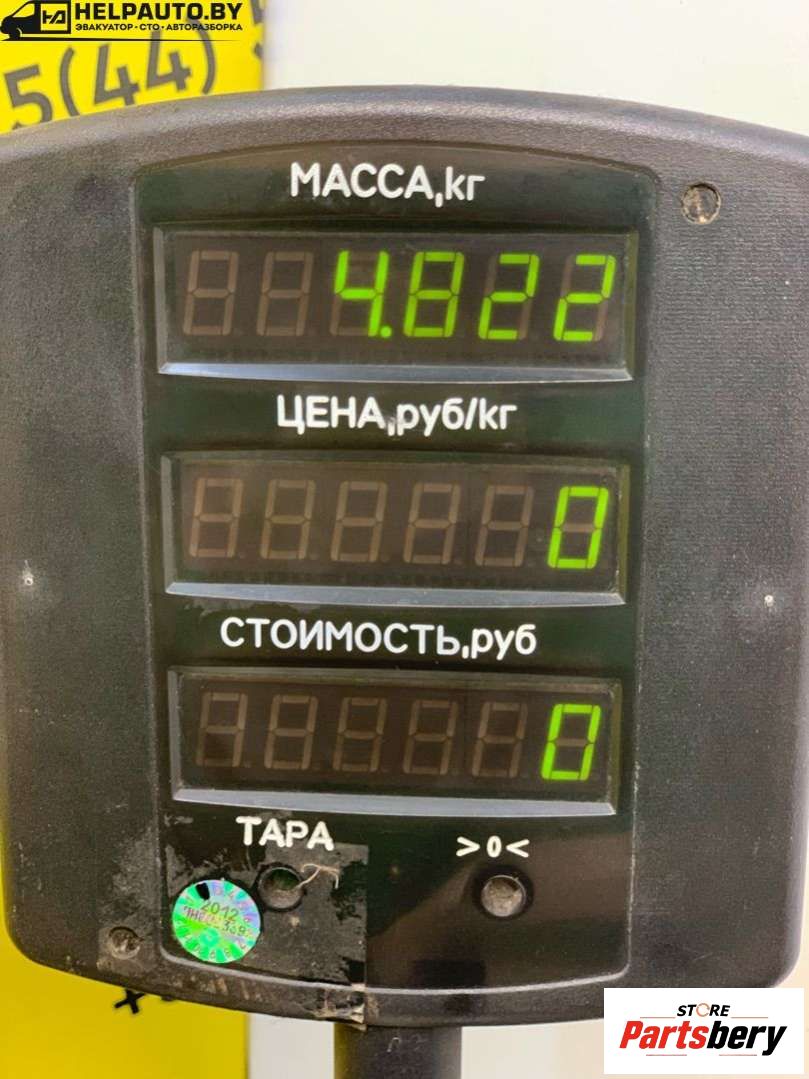 HELPAUTO.BY
ЭВАКУАТОР•СТО•АВТОРАЗБОРКА
5(44)
МАССА,кг
4.822
ЦЕНА,руб/кг
0
СТОИМОСТЬ,руб
0
ТАРА
>0<
2012
STORE
Partsbery